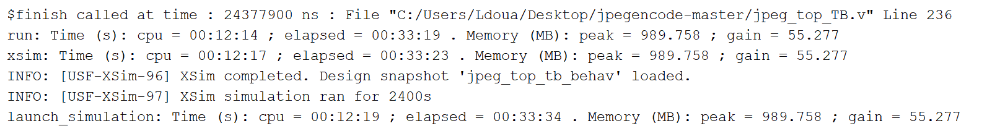 $finish called at time : 24377900 ns : File "C:/Users/Ldoua/Desktop/jpegencode-master/jpeg_top_TB.v" Line 236
run: Time (s): cpu = 00:12:14 ; elapsed = 00:33:19 . Memory (MB): peak = 989.758 ; gain = 55.277
xsim: Time (s): cpu = 00:12:17 ; elapsed = 00:33:23 . Memory (MB): peak = 989.758 ; gain = 55.277
INFO: [USF-XSim-96] XSim completed. Design snapshot 'jpeg_top_tb_behav' loaded.
INFO: [USF-XSim-97] XSim simulation ran for 2400s
launch_simulation: Time (s): cpu = 00:12:19 ; elapsed = 00:33:34 . Memory (MB): peak = 989.758 ; gain = 55.277